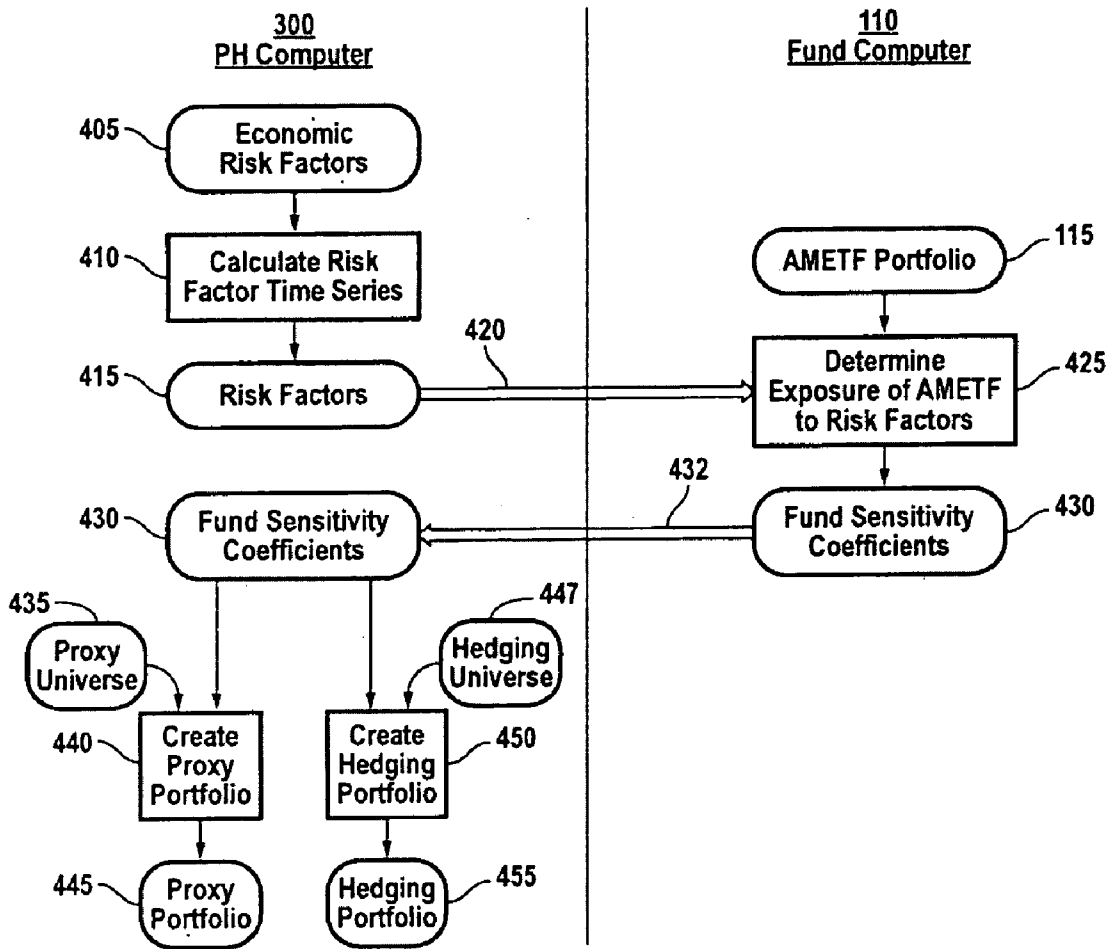 300
PH Computer
110
Fund Computer
405
Economic
Risk Factors
410
Calculate Risk
Factor Time Series
115
AMETF Portfolio
420
415
Risk Factors
Determine
Exposure of AMETF
to Risk Factors
425
432
430
Fund Sensitivity
Coefficients
Fund Sensitivity
Coefficients
430
435
Proxy
Universe
447
Hedging
Universe
440
Create
Proxy
Portfolio
Create
Hedging
Portfolio
450
445
Proxy
Portfolio
Hedging
Portfolio
455